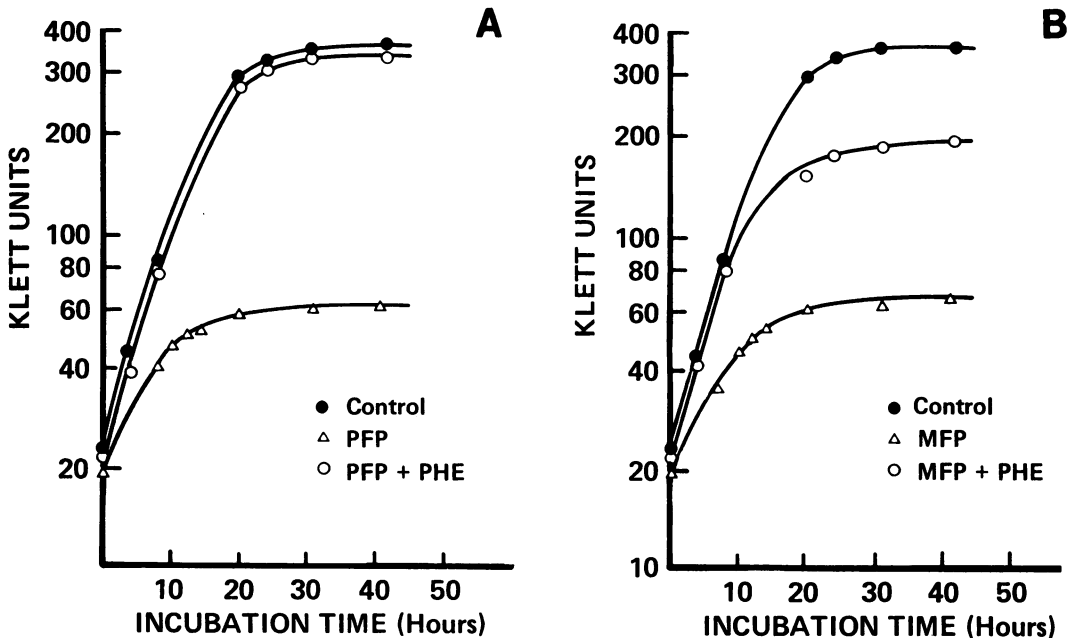 A
KLETT UNITS
400
300
200
100
80
60
40
20
Control
PFP
PFP + PHE
10 20 30 40 50
INCUBATION TIME (Hours)
B
KLETT UNITS
400
300
200
100
80
60
40
20
10
Control
MFP
MFP + PHE
10 20 30 40 50
INCUBATION TIME (Hours)